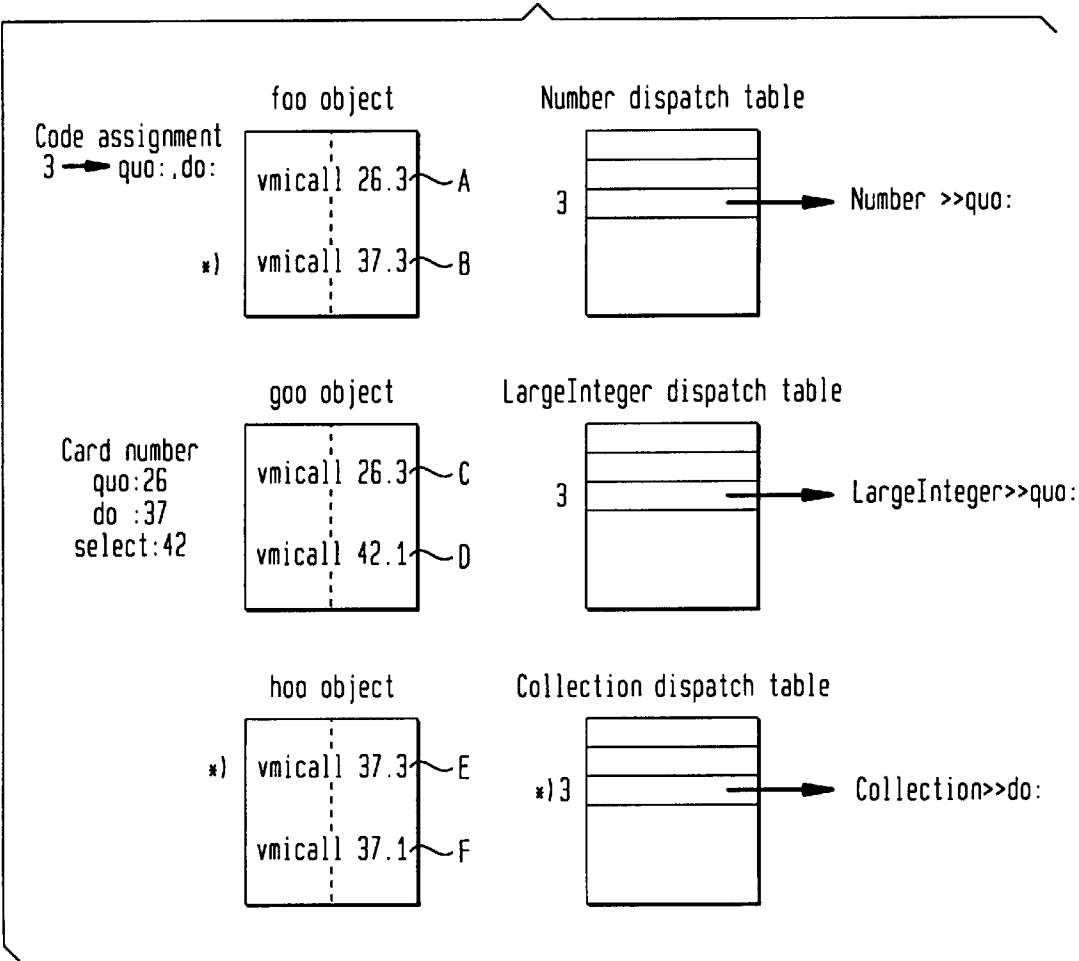 foo object
Number dispatch table
Code assignment
3 → quo:,do:
vmicall 26.3 A
3
Number >>quo:
*) vmicall 37.3 B
goo object
LargeInteger dispatch table
Card number
quo:26
do :37
select:42
vmicall 26.3 C
3
LargeInteger>>quo:
vmicall 42.1 D
hoo object
Collection dispatch table
*) vmicall 37.3 E
*)3
Collection>>do:
vmicall 37.1 F